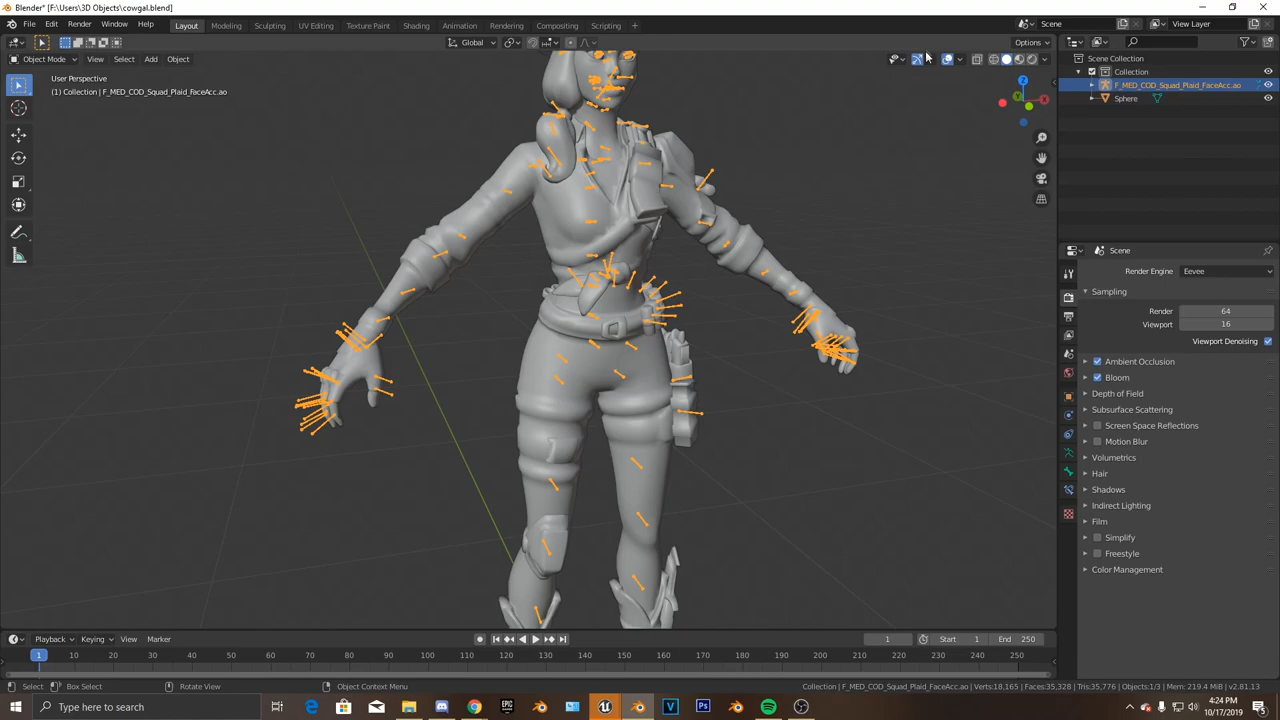 Blender* [F:\3D Objects\cowgal.blend]
File Edit Render Window Help Layout Modeling Sculpting UV Editing Texture Paint Shading Animation Rendering Compositing Scripting + Scene View Layer
Global Options
Object Mode View Select Add Object
User Perspective
(1) Collection | F_MED_COD_Squad_Plaid_FaceAcc.ao
Z
X
Y
Scene Collection
Collection
F_MED_COD_Squad_Plaid_FaceAcc.ao
Sphere
Scene
Render Engine Eevee
Sampling
Render 64
Viewport 16
Viewport Denoising
Ambient Occlusion
Bloom
Depth of Field
Subsurface Scattering
Screen Space Reflections
Motion Blur
Volumetrics
Hair
Shadows
Indirect Lighting
Film
Simplify
Freestyle
Color Management
Playback Keying View Marker 1 Start 1 End 250
1 10 20 30 40 50 60 70 80 90 100 110 120 130 140 150 160 170 180 190 200 210 220 230 240 250
Select Box Select Rotate View Object Context Menu Collection | F_MED_COD_Squad_Plaid_FaceAcc.ao | Verts:18,165 | Faces:35,328 | Tris:35,776 | Objects:1/3 | Mem: 219.4 MiB | v2.81.13
Type here to search
4:24 PM
10/17/2019